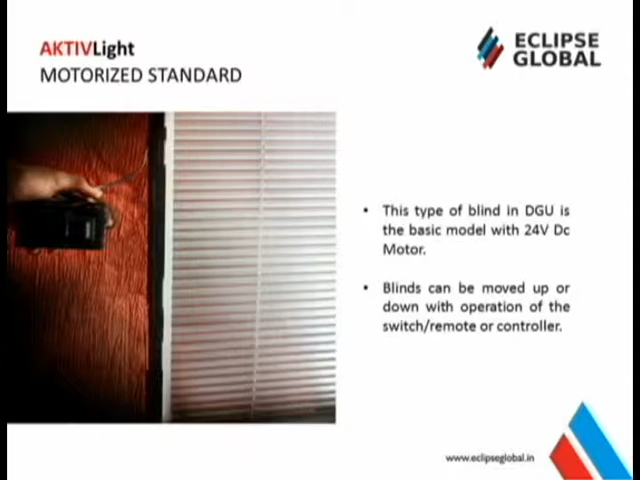 AKTIVLight
MOTORIZED STANDARD
ECLIPSE
GLOBAL
• This type of blind in DGU is
the basic model with 24V Dc
Motor.
• Blinds can be moved up or
down with operation of the
switch/remote or controller.
www.eclipseglobal.in